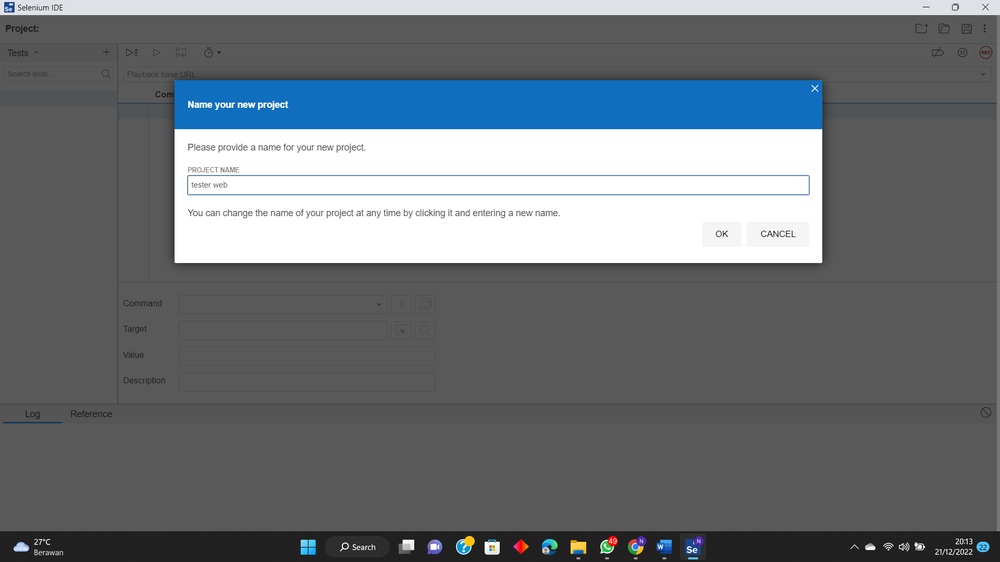 Se Selenium IDE
Project:
Tests
Search tests...
Playback base URL
REC
Com
Name your new project
Please provide a name for your new project.
PROJECT NAME
tester web
You can change the name of your project at any time by clicking it and entering a new name.
OK
CANCEL
Command
//
Target
Value
Description
Log
Reference
27°C
Berawan
Search
49
N
W
Se
N
20:13
21/12/2022
22